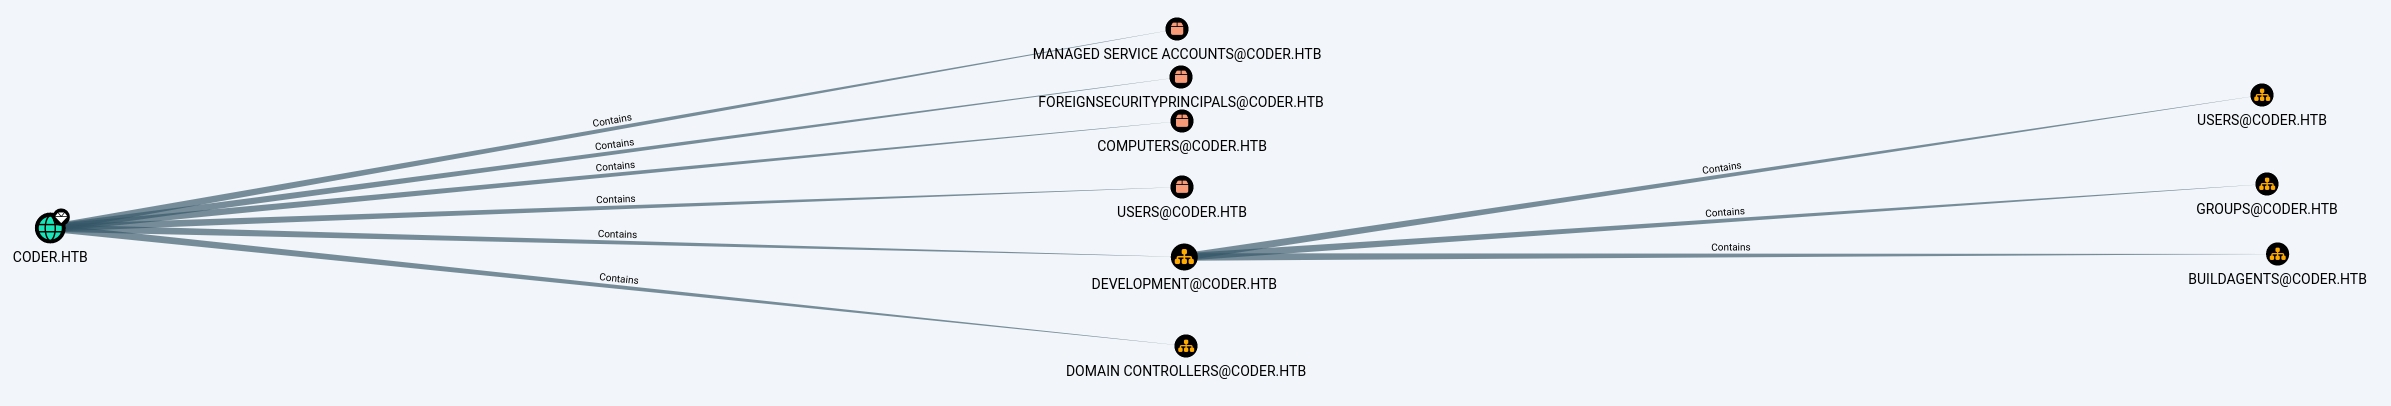 CODER.HTB
Contains
Contains
Contains
Contains
Contains
Contains
MANAGED SERVICE ACCOUNTS@CODER.HTB
FOREIGNSECURITYPRINCIPALS@CODER.HTB
COMPUTERS@CODER.HTB
USERS@CODER.HTB
DEVELOPMENT@CODER.HTB
DOMAIN CONTROLLERS@CODER.HTB
Contains
Contains
Contains
USERS@CODER.HTB
GROUPS@CODER.HTB
BUILDAGENTS@CODER.HTB